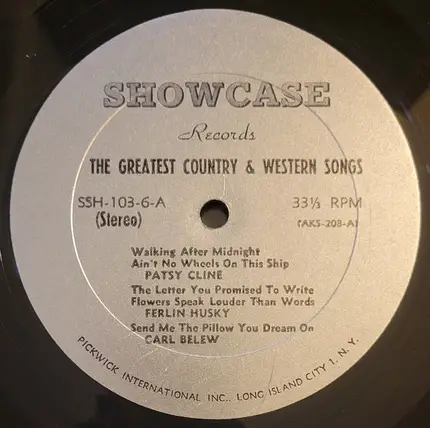 SHOWCASE
Records
THE GREATEST COUNTRY & WESTERN SONGS
SSH-103-6-A
33⅓ RPM
(Stereo)
(AKS-208-A)
Walking After Midnight
Ain't No Wheels On This Ship
PATSY CLINE
The Letter You Promised To Write
Flowers Speak Louder Than Words
FERLIN HUSKY
Send Me The Pillow You Dream On
CARL BELEW
PICKWICK INTERNATIONAL INC., LONG ISLAND CITY 1, N.Y.